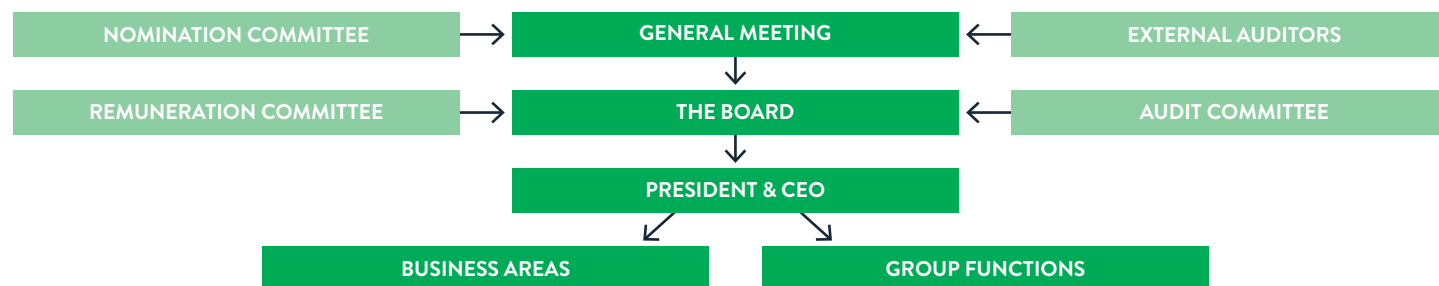 NOMINATION COMMITTEE
GENERAL MEETING
EXTERNAL AUDITORS
REMUNERATION COMMITTEE
THE BOARD
AUDIT COMMITTEE
PRESIDENT & CEO
BUSINESS AREAS
GROUP FUNCTIONS